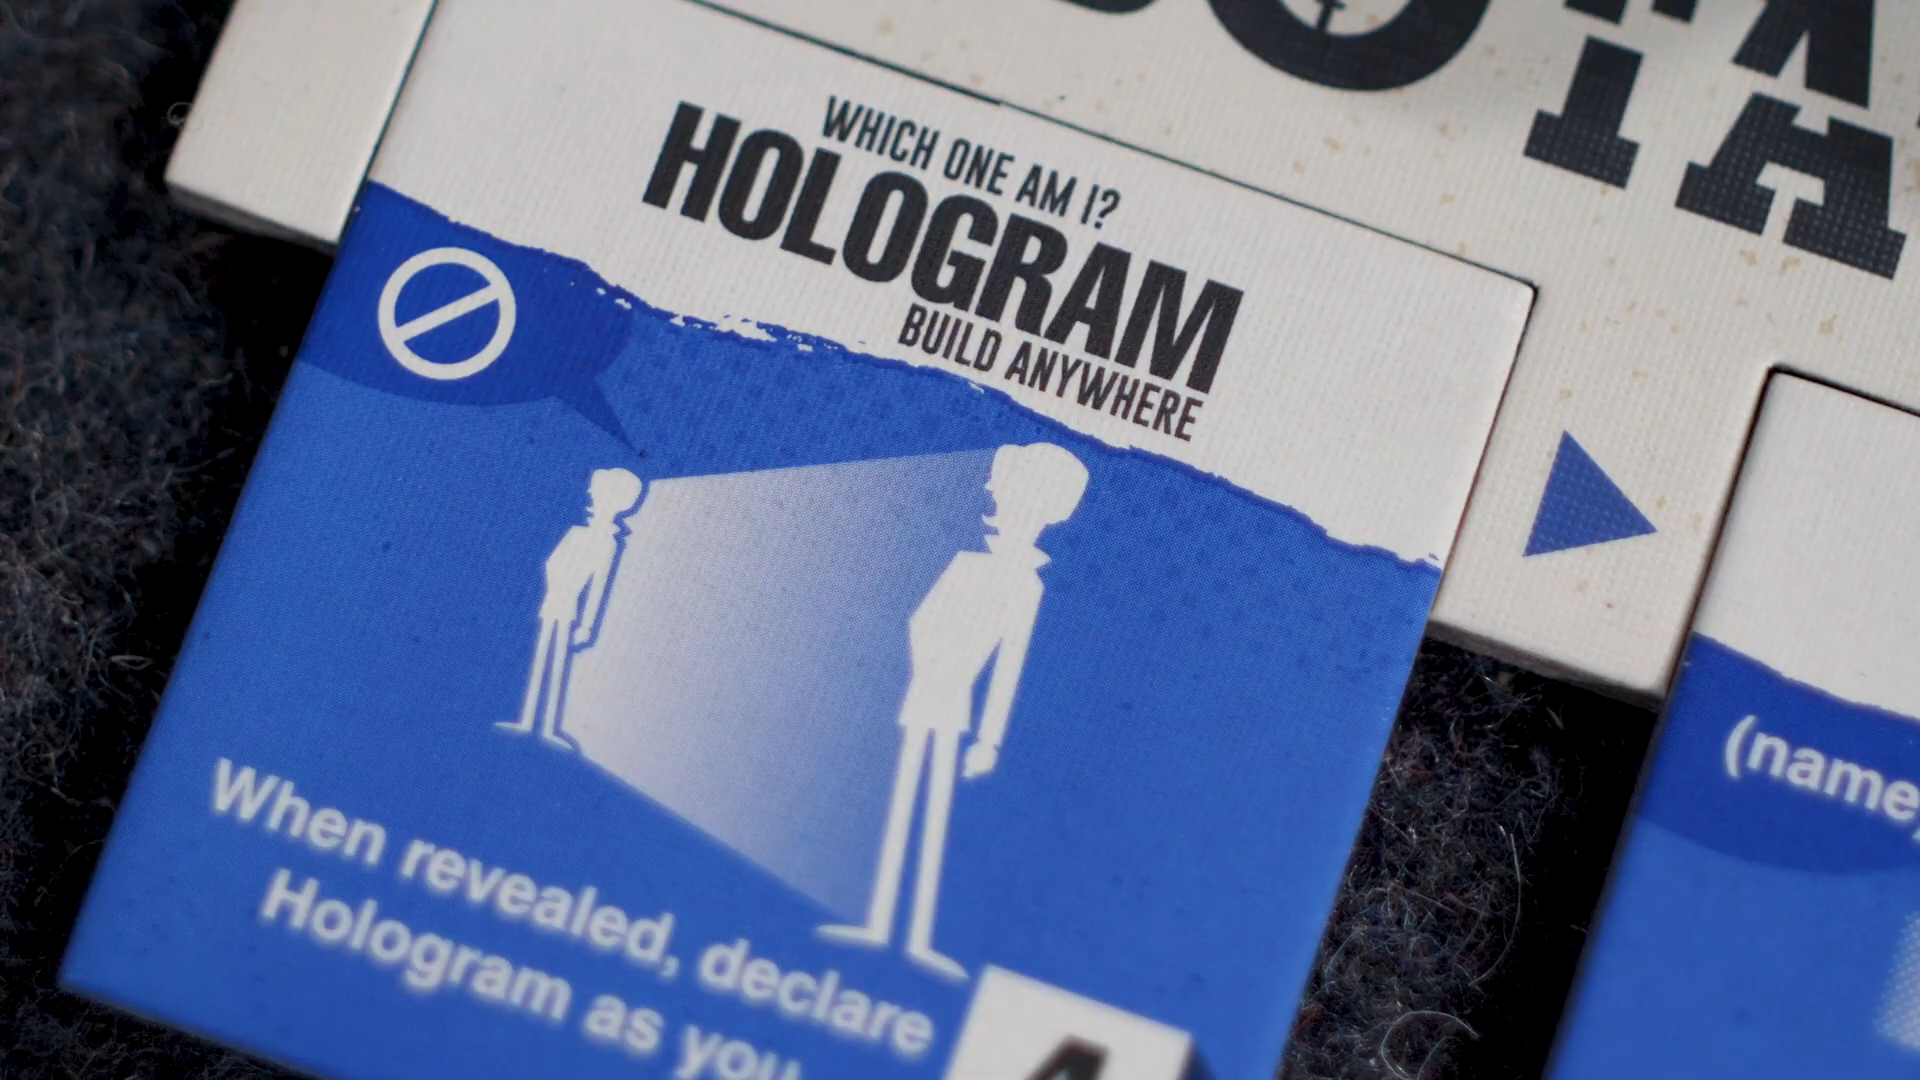 WHICH ONE AM I?
HOLOGRAM
BUILD ANYWHERE
When revealed, declare
Hologram as you
(name,